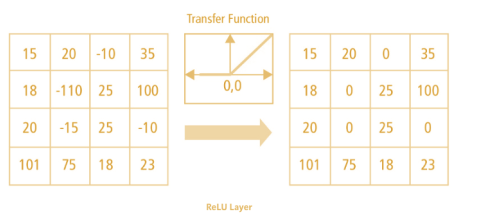 Transfer Function
15 20 -10 35
18 -110 25 100
20 -15 25 -10
101 75 18 23
0,0
15 20 0 35
18 0 25 100
20 0 25 0
101 75 18 23
ReLU Layer